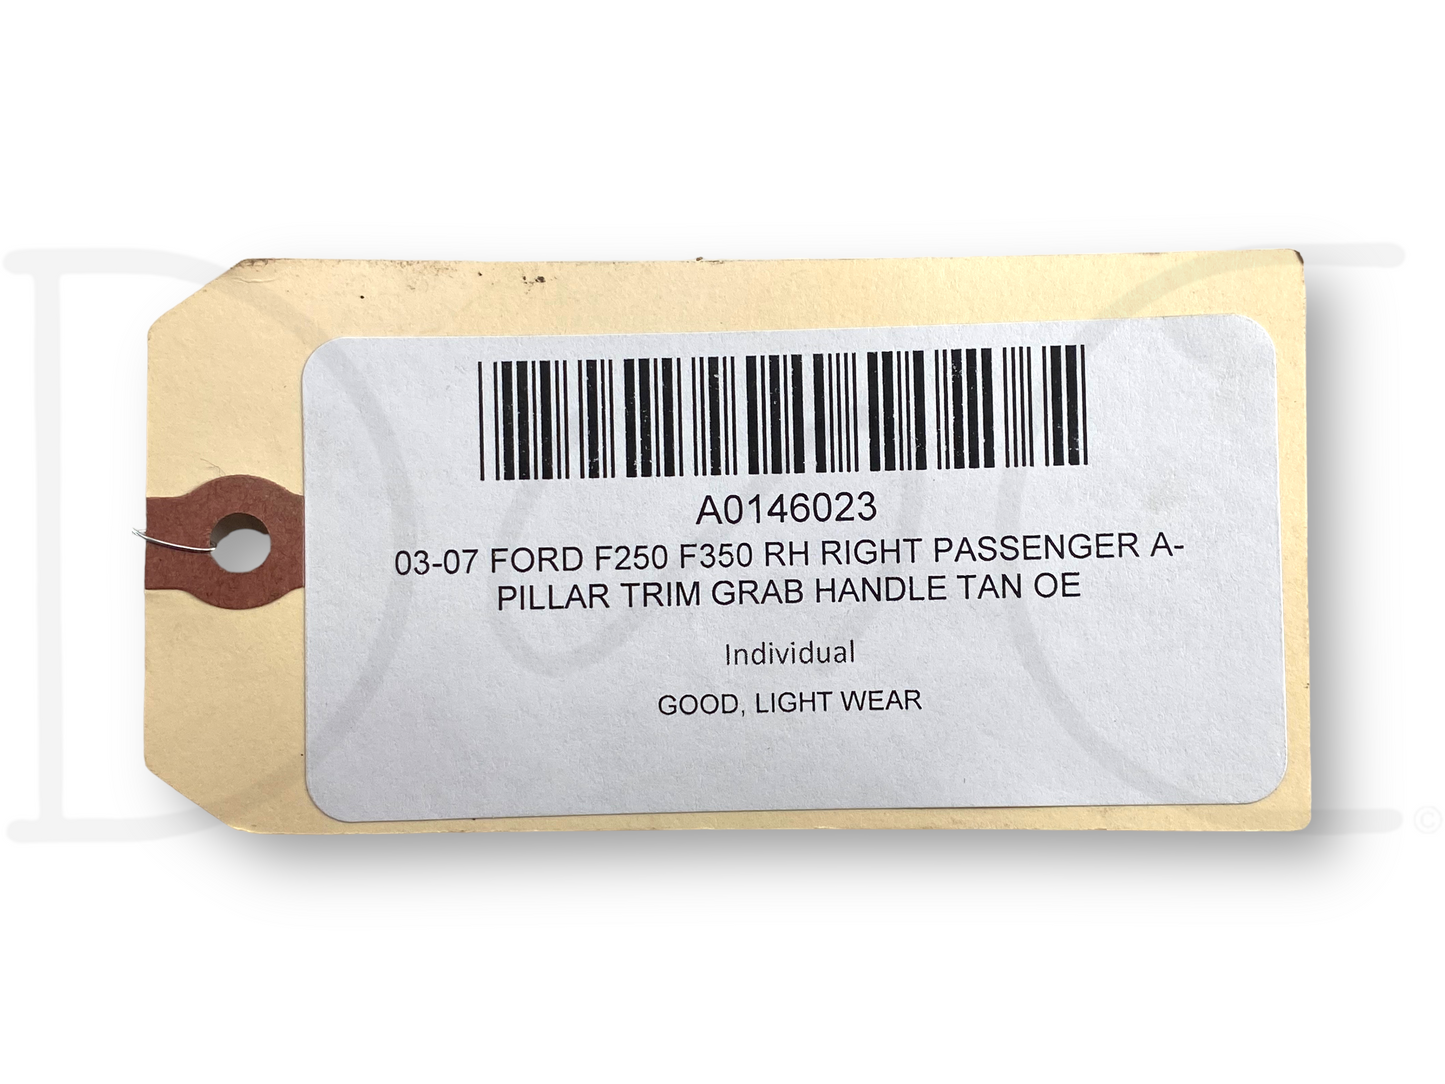 A0146023
03-07 FORD F250 F350 RH RIGHT PASSENGER A-
PILLAR TRIM GRAB HANDLE TAN OE
Individual
GOOD, LIGHT WEAR
©